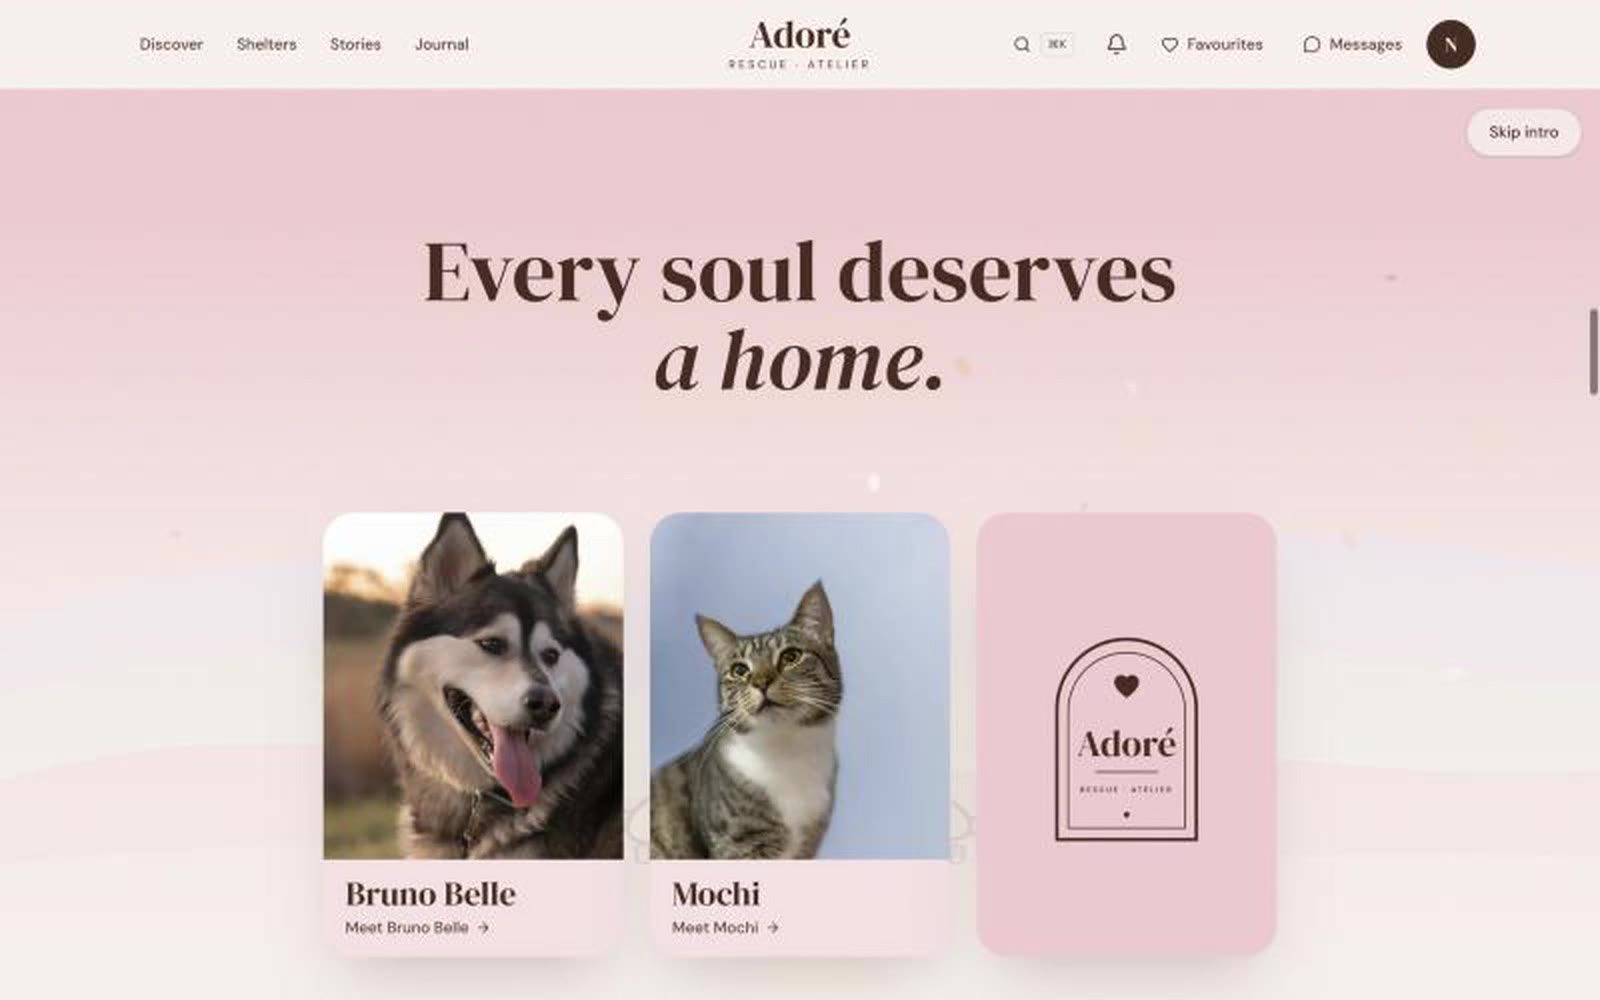 Discover Shelters Stories Journal
Adoré
RESCUE · ATELIER
⌘K Favourites Messages N
Skip intro
Every soul deserves
a home.
Adoré
RESCUE · ATELIER
Bruno Belle
Meet Bruno Belle →
Mochi
Meet Mochi →